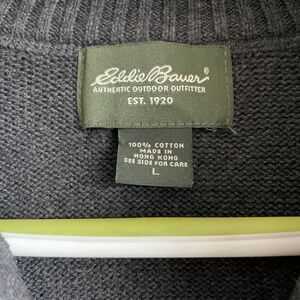 Eddie Bauer®
AUTHENTIC OUTDOOR OUTFITTER
EST. 1920
100% COTTON
MADE IN
HONG KONG
SEE SIDE FOR CARE
L